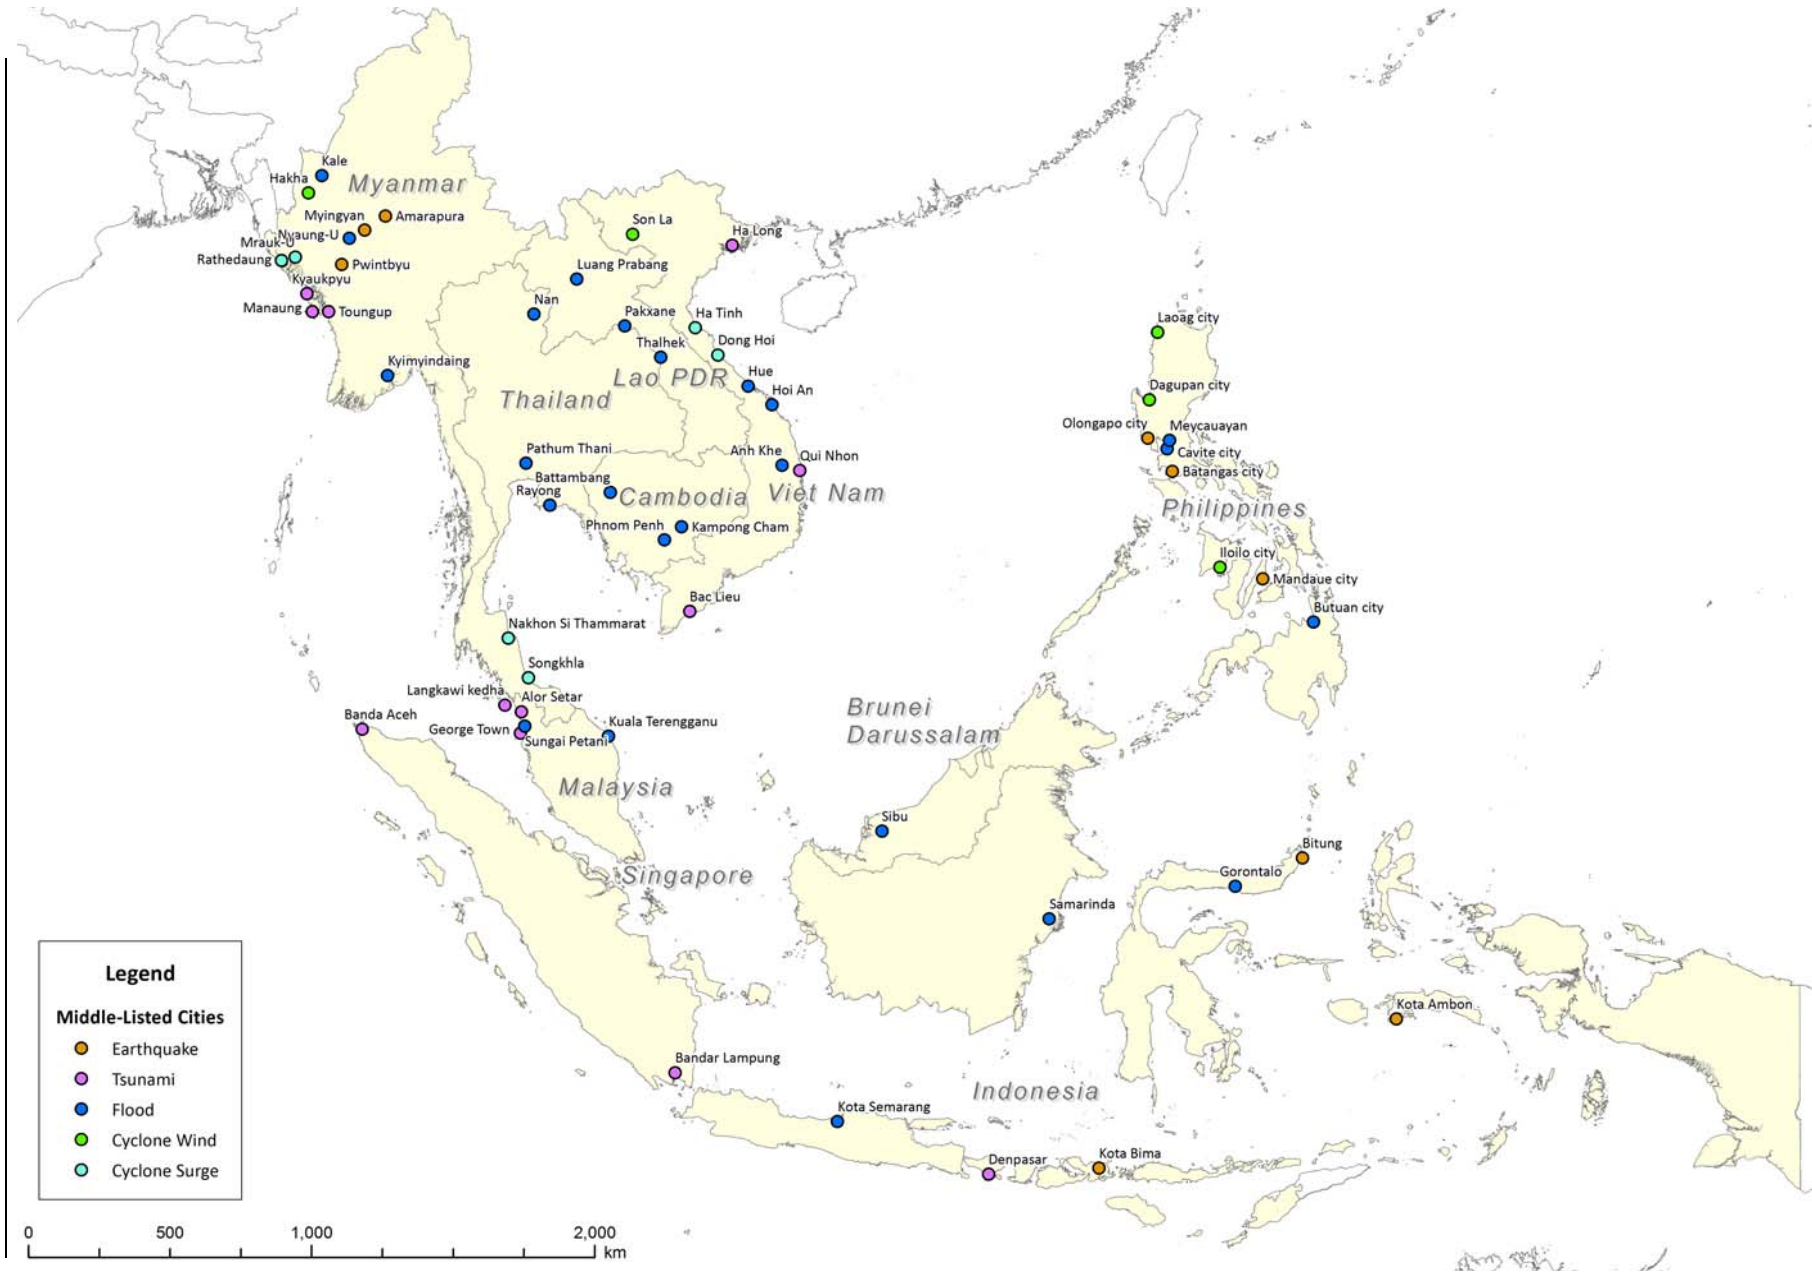 Kale
Hakha
Myanmar
Myingyan
Amarapura
Nyaung-U
Mrauk-U
Rathedaung
Pwintbyu
Kyaukpyu
Manaung
Toungup
Kyimyindaing
Son La
Ha Long
Luang Prabang
Nan
Pakxane
Ha Tinh
Thalhek
Dong Hoi
Lao PDR
Hue
Hoi An
Thailand
Pathum Thani
Anh Khe
Qui Nhon
Battambang
Rayong
Cambodia
Viet Nam
Phnom Penh
Kampong Cham
Bac Lieu
Laoag city
Dagupan city
Olongapo city
Meycauayan
Cavite city
Batangas city
Philippines
Iloilo city
Mandaue city
Butuan city
Nakhon Si Thammarat
Songkhla
Langkawi kedha
Alor Setar
Banda Aceh
George Town
Sungai Petani
Kuala Terengganu
Brunei
Darussalam
Malaysia
Sibu
Singapore
Bitung
Gorontalo
Samarinda
Kota Ambon
Bandar Lampung
Indonesia
Kota Semarang
Denpasar
Kota Bima
Legend
Middle-Listed Cities
Earthquake
Tsunami
Flood
Cyclone Wind
Cyclone Surge
0 500 1,000 2,000
km